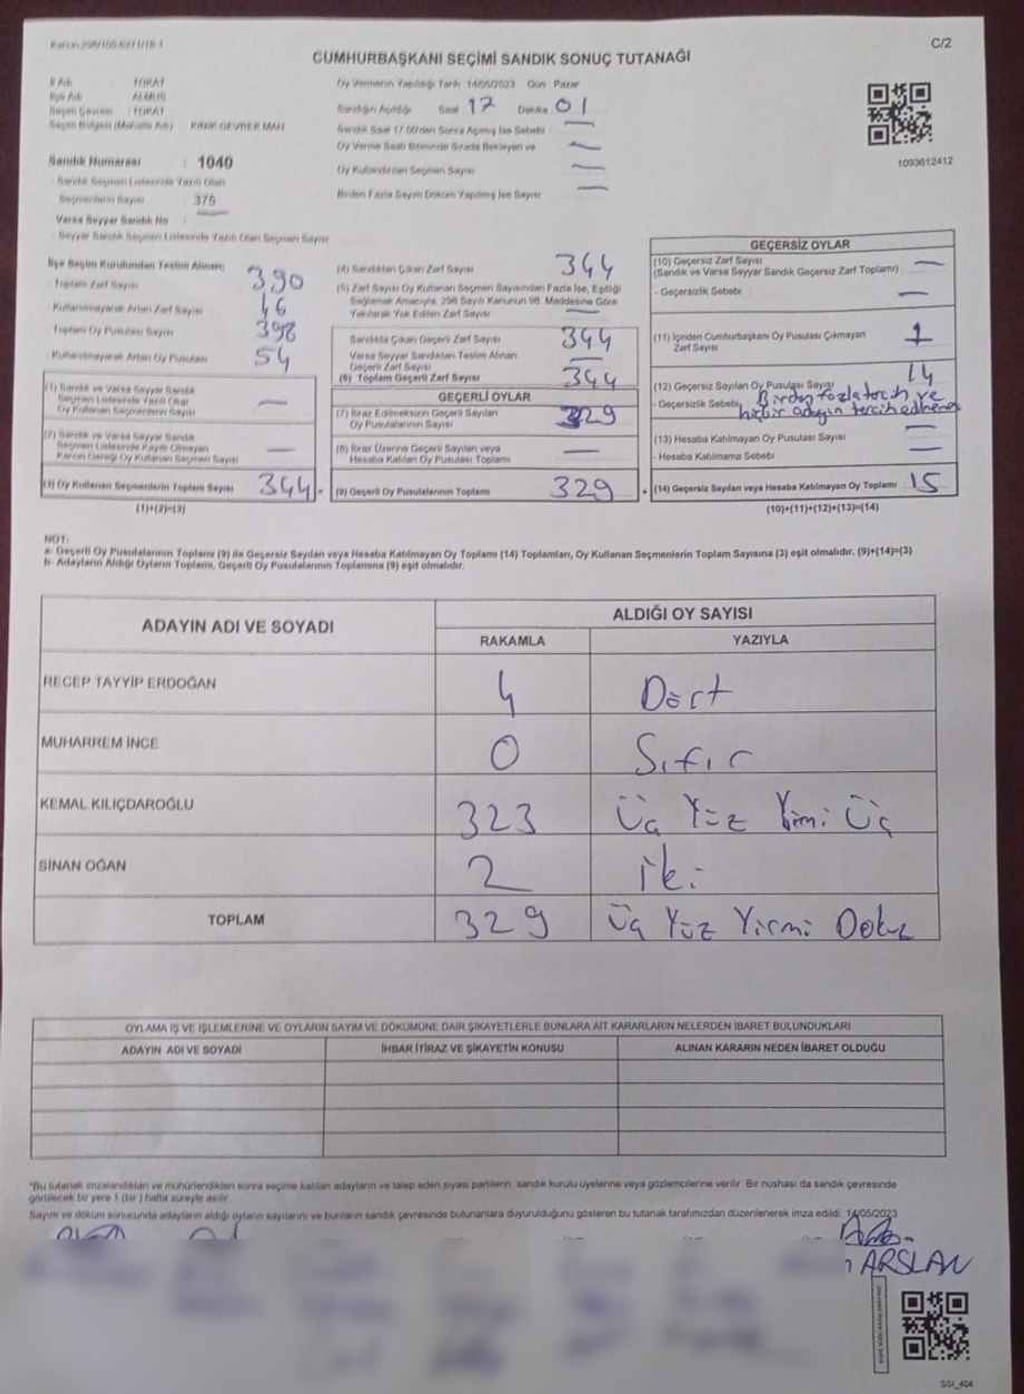 C/2
CUMHURBAŞKANI SEÇİMİ SANDIK SONUÇ TUTANAĞI
İl Adı : TOKAT
İlçe Adı : ALMUS
Seçim Çevresi : TOKAT
Seçim Bölgesi (Mahalle Adı)
Oy Vermenin Yapıldığı Tarih 14/05/2023 Gün Pazar
Sandığın Açıldığı Saat 17 Dakika 01
Sandık Saat 17.00'den Sonra Açılmış İse Sebebi —
Oy Verme Saati Bitiminde Sırada Bekleyen ve —
Oy Kullandırılan Seçmen Sayısı —
Birden Fazla Sayım Döküm Yapılmış İse Sayısı —
1093612412
Sandık Numarası : 1040
Sandık Seçmen Listesinde Yazılı Olan
Seçmenlerin Sayısı 375
Varsa Seyyar Sandık No
Seyyar Sandık Seçmen Listesinde Yazılı Olan Seçmen Sayısı
İlçe Seçim Kurulundan Teslim Alınan;
Toplam Zarf Sayısı 390
Kullanılmayarak Artan Zarf Sayısı 46
Toplam Oy Pusulası Sayısı 398
Kullanılmayarak Artan Oy Pusulası 54
(1) Sandık ve Varsa Seyyar Sandık
Seçmen Listesinde Yazılı Olup
Oy Kullanan Seçmenlerin Sayısı —
(2) Sandık ve Varsa Seyyar Sandık
Seçmen Listesinde Kaydı Olmayan
Kanun Gereği Oy Kullanan Seçmen Sayısı —
(3) Oy Kullanan Seçmenlerin Toplam Sayısı 344
(1)+(2)=(3)
(4) Sandıktan Çıkan Zarf Sayısı 344
(5) Zarf Sayısı Oy Kullanan Seçmen Sayısından Fazla İse, Eşitliği
Sağlamak Amacıyla, 298 Sayılı Kanunun 98. Maddesine Göre
Yakılarak Yok Edilen Zarf Sayısı —
Sandıkta Çıkan Geçerli Zarf Sayısı 344
Varsa Seyyar Sandıktan Teslim Alınan
Geçerli Zarf Sayısı —
(6) Toplam Geçerli Zarf Sayısı 344
GEÇERLİ OYLAR
(7) İtiraz Edilmeksizin Geçerli Sayılan
Oy Pusulalarının Sayısı 329
(8) İtiraz Üzerine Geçerli Sayılan veya
Hesaba Katılan Oy Pusulası Toplamı —
(9) Geçerli Oy Pusulalarının Toplamı 329
GEÇERSİZ OYLAR
(10) Geçersiz Zarf Sayısı —
(Sandık ve Varsa Seyyar Sandık Geçersiz Zarf Toplamı)
- Geçersizlik Sebebi —
(11) İçinden Cumhurbaşkanı Oy Pusulası Çıkmayan
Zarf Sayısı 1
(12) Geçersiz Sayılan Oy Pusulası Sayısı 14
- Geçersizlik Sebebi Birden fazla tercih ve
hiçbir adayın tercih edilmemesi
(13) Hesaba Katılmayan Oy Pusulası Sayısı —
- Hesaba Katılmama Sebebi —
(14) Geçersiz Sayılan veya Hesaba Katılmayan Oy Toplamı 15
(10)+(11)+(12)+(13)=(14)
NOT:
a- Geçerli Oy Pusulalarının Toplamı (9) ile Geçersiz Sayılan veya Hesaba Katılmayan Oy Toplamı (14) Toplamları, Oy Kullanan Seçmenlerin Toplam Sayısına (3) eşit olmalıdır. (9)+(14)=(3)
b- Adayların Aldığı Oyların Toplamı, Geçerli Oy Pusulalarının Toplamına (9) eşit olmalıdır.
ADAYIN ADI VE SOYADI
ALDIĞI OY SAYISI
RAKAMLA YAZIYLA
RECEP TAYYİP ERDOĞAN 4 Dört
MUHARREM İNCE 0 Sıfır
KEMAL KILIÇDAROĞLU 323 Üç Yüz Yimi Üç
SİNAN OĞAN 2 İki
TOPLAM 329 Üç Yüz Yirmi Dokuz
OYLAMA İŞ VE İŞLEMLERİNE VE OYLARIN SAYIM VE DÖKÜMÜNE DAİR ŞİKAYETLERLE BUNLARA AİT KARARLARIN NELERDEN İBARET BULUNDUKLARI
ADAYIN ADI VE SOYADI İHBAR İTİRAZ VE ŞİKAYETİN KONUSU ALINAN KARARIN NEDEN İBARET OLDUĞU
"Bu tutanak imzalandıktan ve mühürlendikten sonra seçime katılan adayların ve talep eden siyasi partilerin, sandık kurulu üyelerine veya gözlemcilerine verilir. Bir nüshası da sandık çevresinde
görülecek bir yere 1 (bir) hafta süreyle asılır.
Sayım ve döküm sonucunda adayların aldığı oyların sayılarını ve bunların sandık çevresinde bulunanlara duyurulduğunu gösteren bu tutanak tarafımızdan düzenlenerek imza edildi. 14/05/2023
ARSLAN